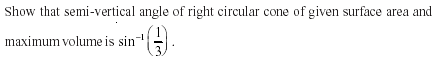 Show that semi-vertical angle of right circular cone of given surface area and
maximum volume is sin⁻¹(1/3).